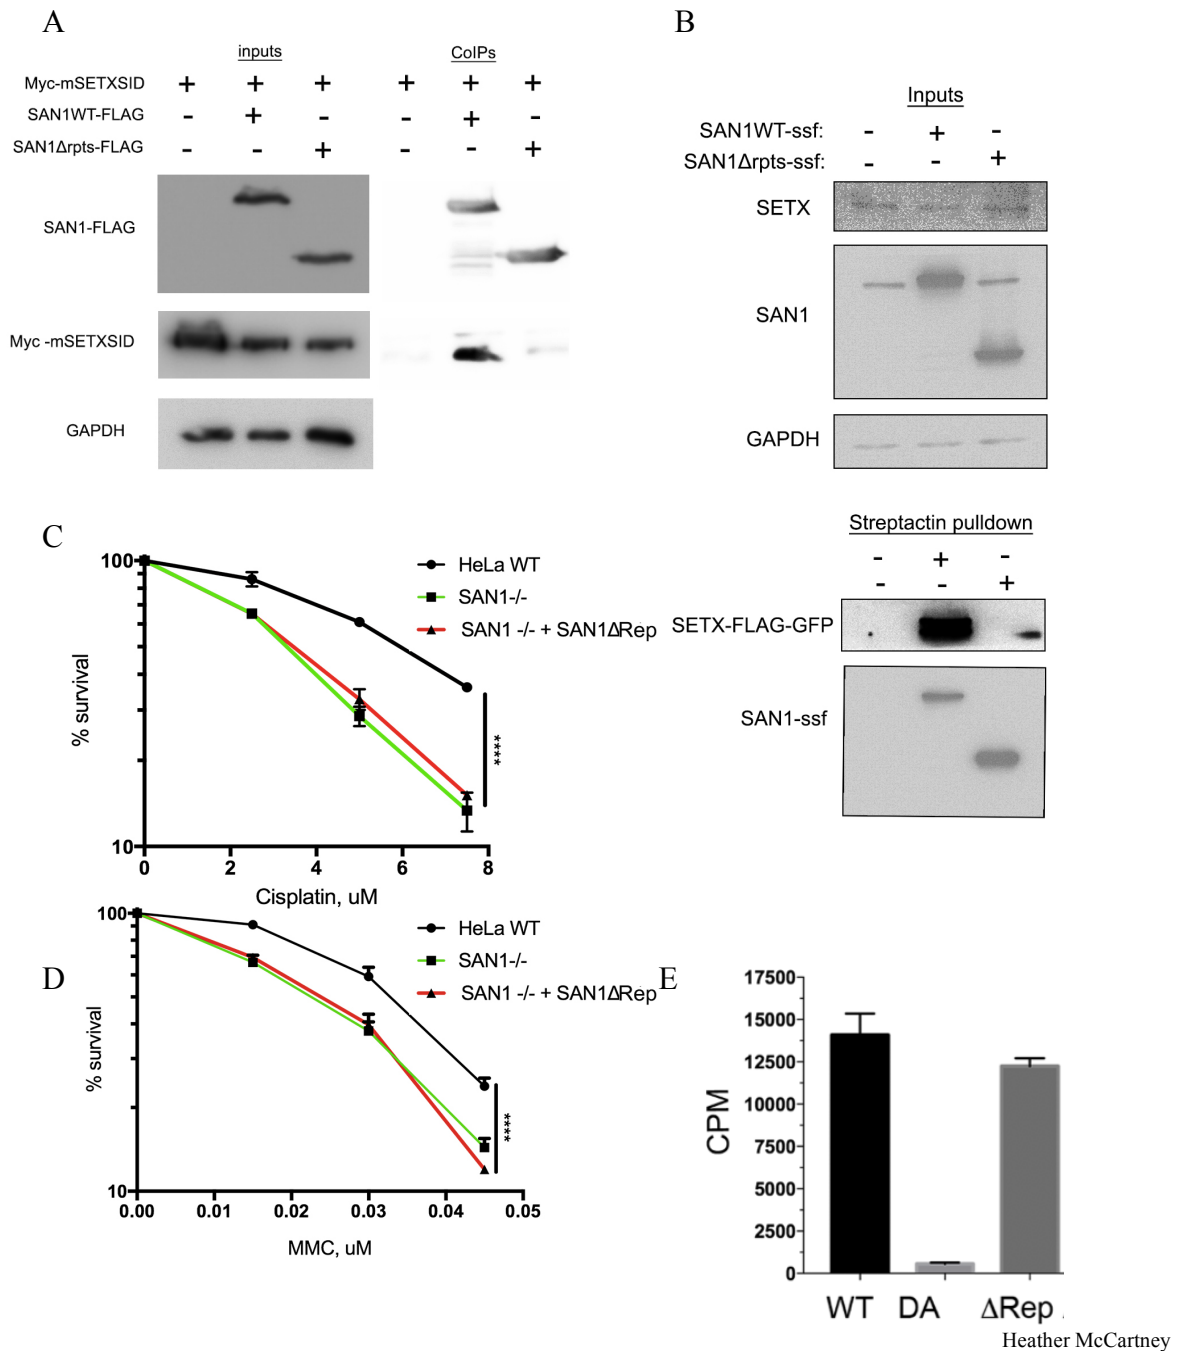 A
inputs
CoIPs
Myc-mSETXSID + + + + + +
SAN1WT-FLAG - + - - + -
SAN1Δrpts-FLAG - - + - - +
SAN1-FLAG
Myc -mSETXSID
GAPDH
B
Inputs
SAN1WT-ssf: - + -
SAN1Δrpts-ssf: - - +
SETX
SAN1
GAPDH
Streptactin pulldown
- + -
- - +
SETX-FLAG-GFP
SAN1-ssf
C
HeLa WT
SAN1-/-
SAN1 -/- + SAN1ΔRep
100
10
% survival
****
0 2 4 6 8
Cisplatin, uM
D
HeLa WT
SAN1-/-
SAN1 -/- + SAN1ΔRep
100
10
% survival
****
0.00 0.01 0.02 0.03 0.04 0.05
MMC, uM
E
17500
15000
12500
10000
7500
5000
2500
0
CPM
WT DA ΔRep
Heather McCartney